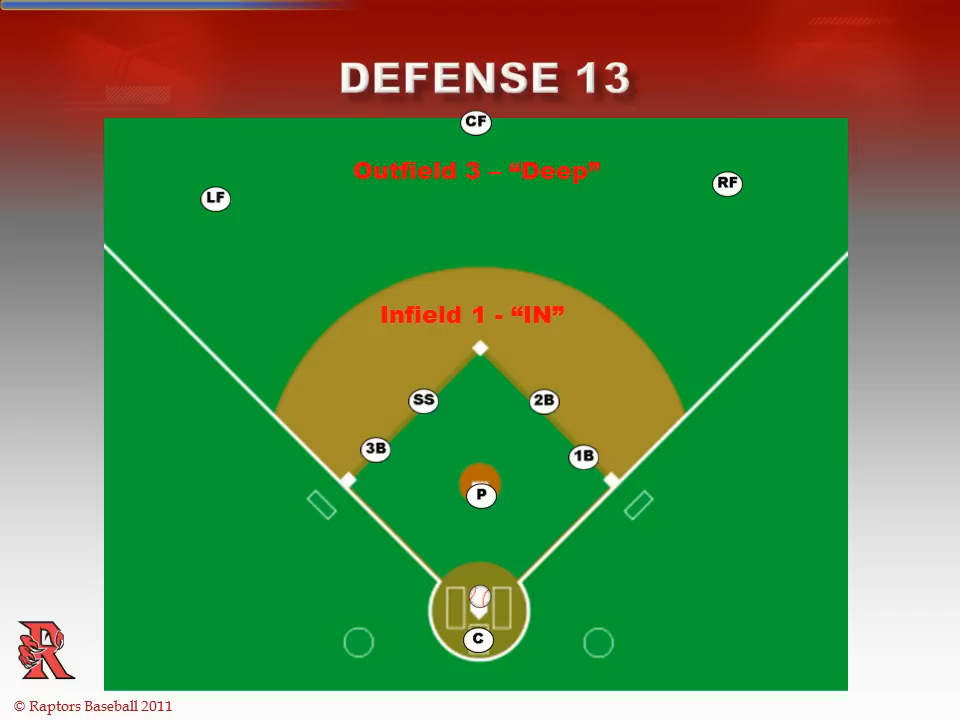 DEFENSE 13
CF
Outfield 3 – “Deep”
LF
RF
Infield 1 - “IN”
SS
2B
3B
1B
P
C
R
© Raptors Baseball 2011